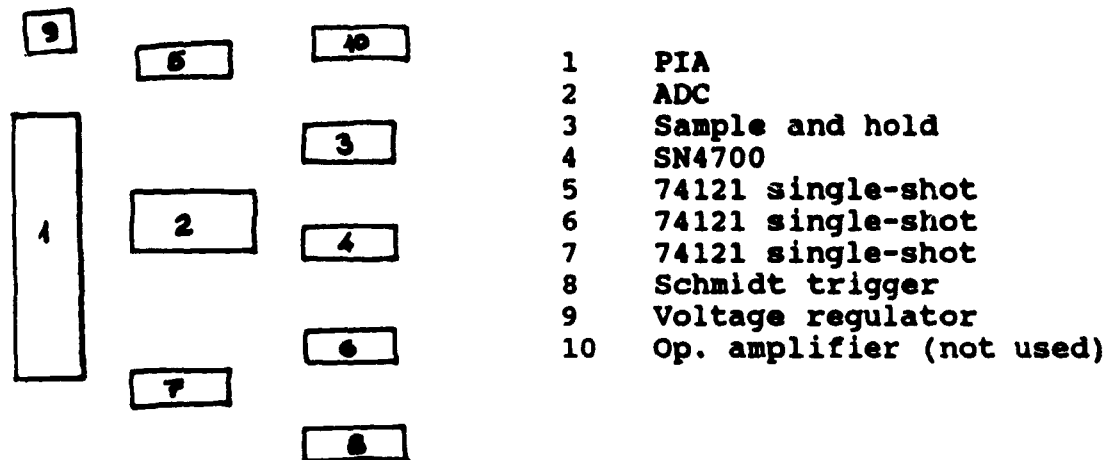 9
5
10
3
1
2
4
6
7
8
1 PIA
2 ADC
3 Sample and hold
4 SN4700
5 74121 single-shot
6 74121 single-shot
7 74121 single-shot
8 Schmidt trigger
9 Voltage regulator
10 Op. amplifier (not used)